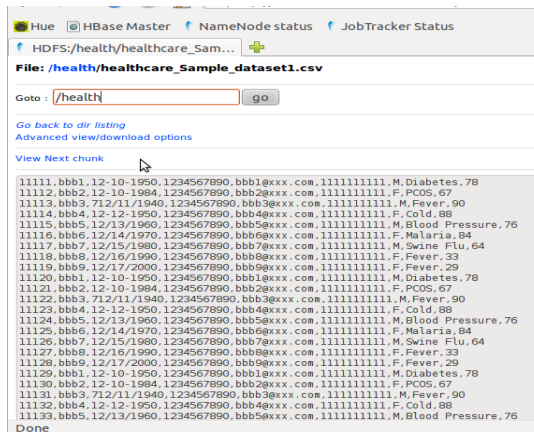 Hue HBase Master NameNode status JobTracker Status
HDFS:/health/healthcare_Sam...
File: /health/healthcare_Sample_dataset1.csv
Goto : /health go
Go back to dir listing
Advanced view/download options
View Next chunk
11111,bbb1,12-10-1950,1234567890,bbb1@xxx.com,1111111111,M,Diabetes,78
11112,bbb2,12-10-1984,1234567890,bbb2@xxx.com,1111111111,F,PCOS,67
11113,bbb3,712/11/1940,1234567890,bbb3@xxx.com,1111111111,M,Fever,90
11114,bbb4,12-12-1950,1234567890,bbb4@xxx.com,1111111111,F,Cold,88
11115,bbb5,12/13/1960,1234567890,bbb5@xxx.com,1111111111,M,Blood Pressure,76
11116,bbb6,12/14/1970,1234567890,bbb6@xxx.com,1111111111,F,Malaria,84
11117,bbb7,12/15/1980,1234567890,bbb7@xxx.com,1111111111,M,Swine Flu,64
11118,bbb8,12/16/1990,1234567890,bbb8@xxx.com,1111111111,F,Fever,33
11119,bbb9,12/17/2000,1234567890,bbb9@xxx.com,1111111111,F,Fever,29
11120,bbb1,12-10-1950,1234567890,bbb1@xxx.com,1111111111,M,Diabetes,78
11121,bbb2,12-10-1984,1234567890,bbb2@xxx.com,1111111111,F,PCOS,67
11122,bbb3,712/11/1940,1234567890,bbb3@xxx.com,1111111111,M,Fever,90
11123,bbb4,12-12-1950,1234567890,bbb4@xxx.com,1111111111,F,Cold,88
11124,bbb5,12/13/1960,1234567890,bbb5@xxx.com,1111111111,M,Blood Pressure,76
11125,bbb6,12/14/1970,1234567890,bbb6@xxx.com,1111111111,F,Malaria,84
11126,bbb7,12/15/1980,1234567890,bbb7@xxx.com,1111111111,M,Swine Flu,64
11127,bbb8,12/16/1990,1234567890,bbb8@xxx.com,1111111111,F,Fever,33
11128,bbb9,12/17/2000,1234567890,bbb9@xxx.com,1111111111,F,Fever,29
11129,bbb1,12-10-1950,1234567890,bbb1@xxx.com,1111111111,M,Diabetes,78
11130,bbb2,12-10-1984,1234567890,bbb2@xxx.com,1111111111,F,PCOS,67
11131,bbb3,712/11/1940,1234567890,bbb3@xxx.com,1111111111,M,Fever,90
11132,bbb4,12-12-1950,1234567890,bbb4@xxx.com,1111111111,F,Cold,88
11133,bbb5,12/13/1960,1234567890,bbb5@xxx.com,1111111111,M,Blood Pressure,76
Done